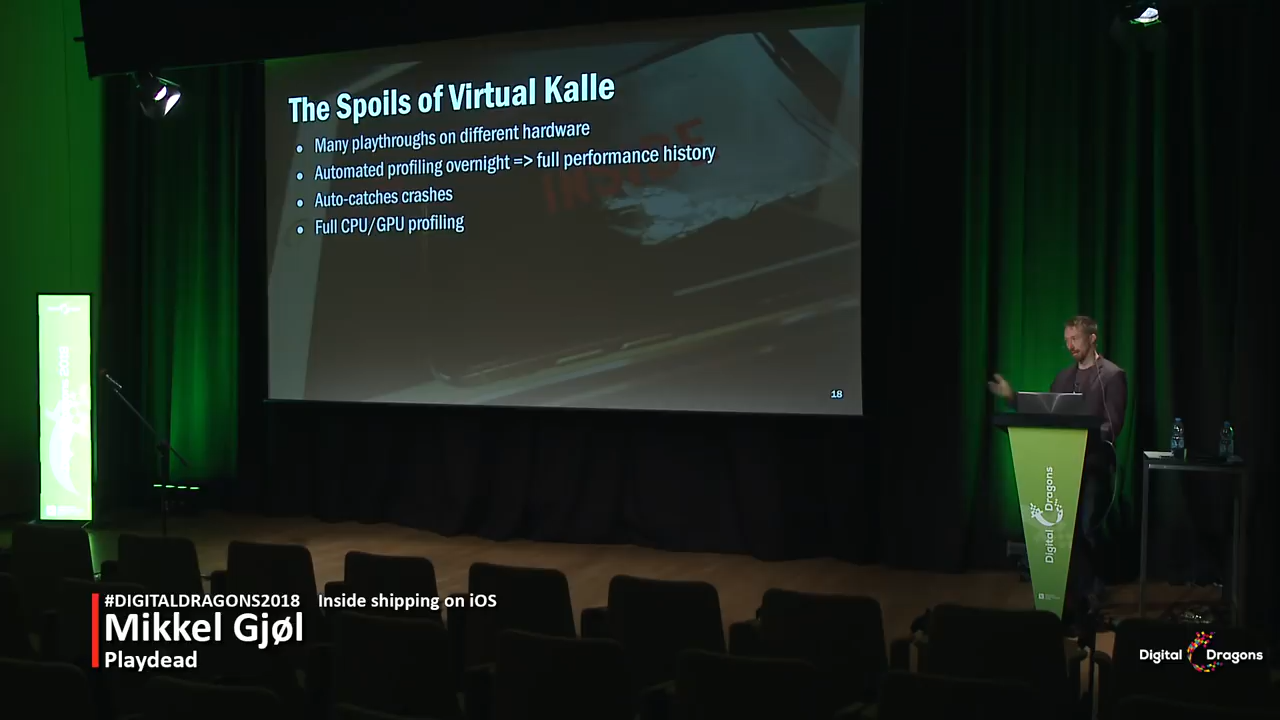 The Spoils of Virtual Kalle
• Many playthroughs on different hardware
• Automated profiling overnight => full performance history
• Auto-catches crashes
• Full CPU/GPU profiling
INSIDE
18
Digital Dragons
#DIGITALDRAGONS2018 Inside shipping on iOS
Mikkel Gjøl
Playdead
Digital Dragons